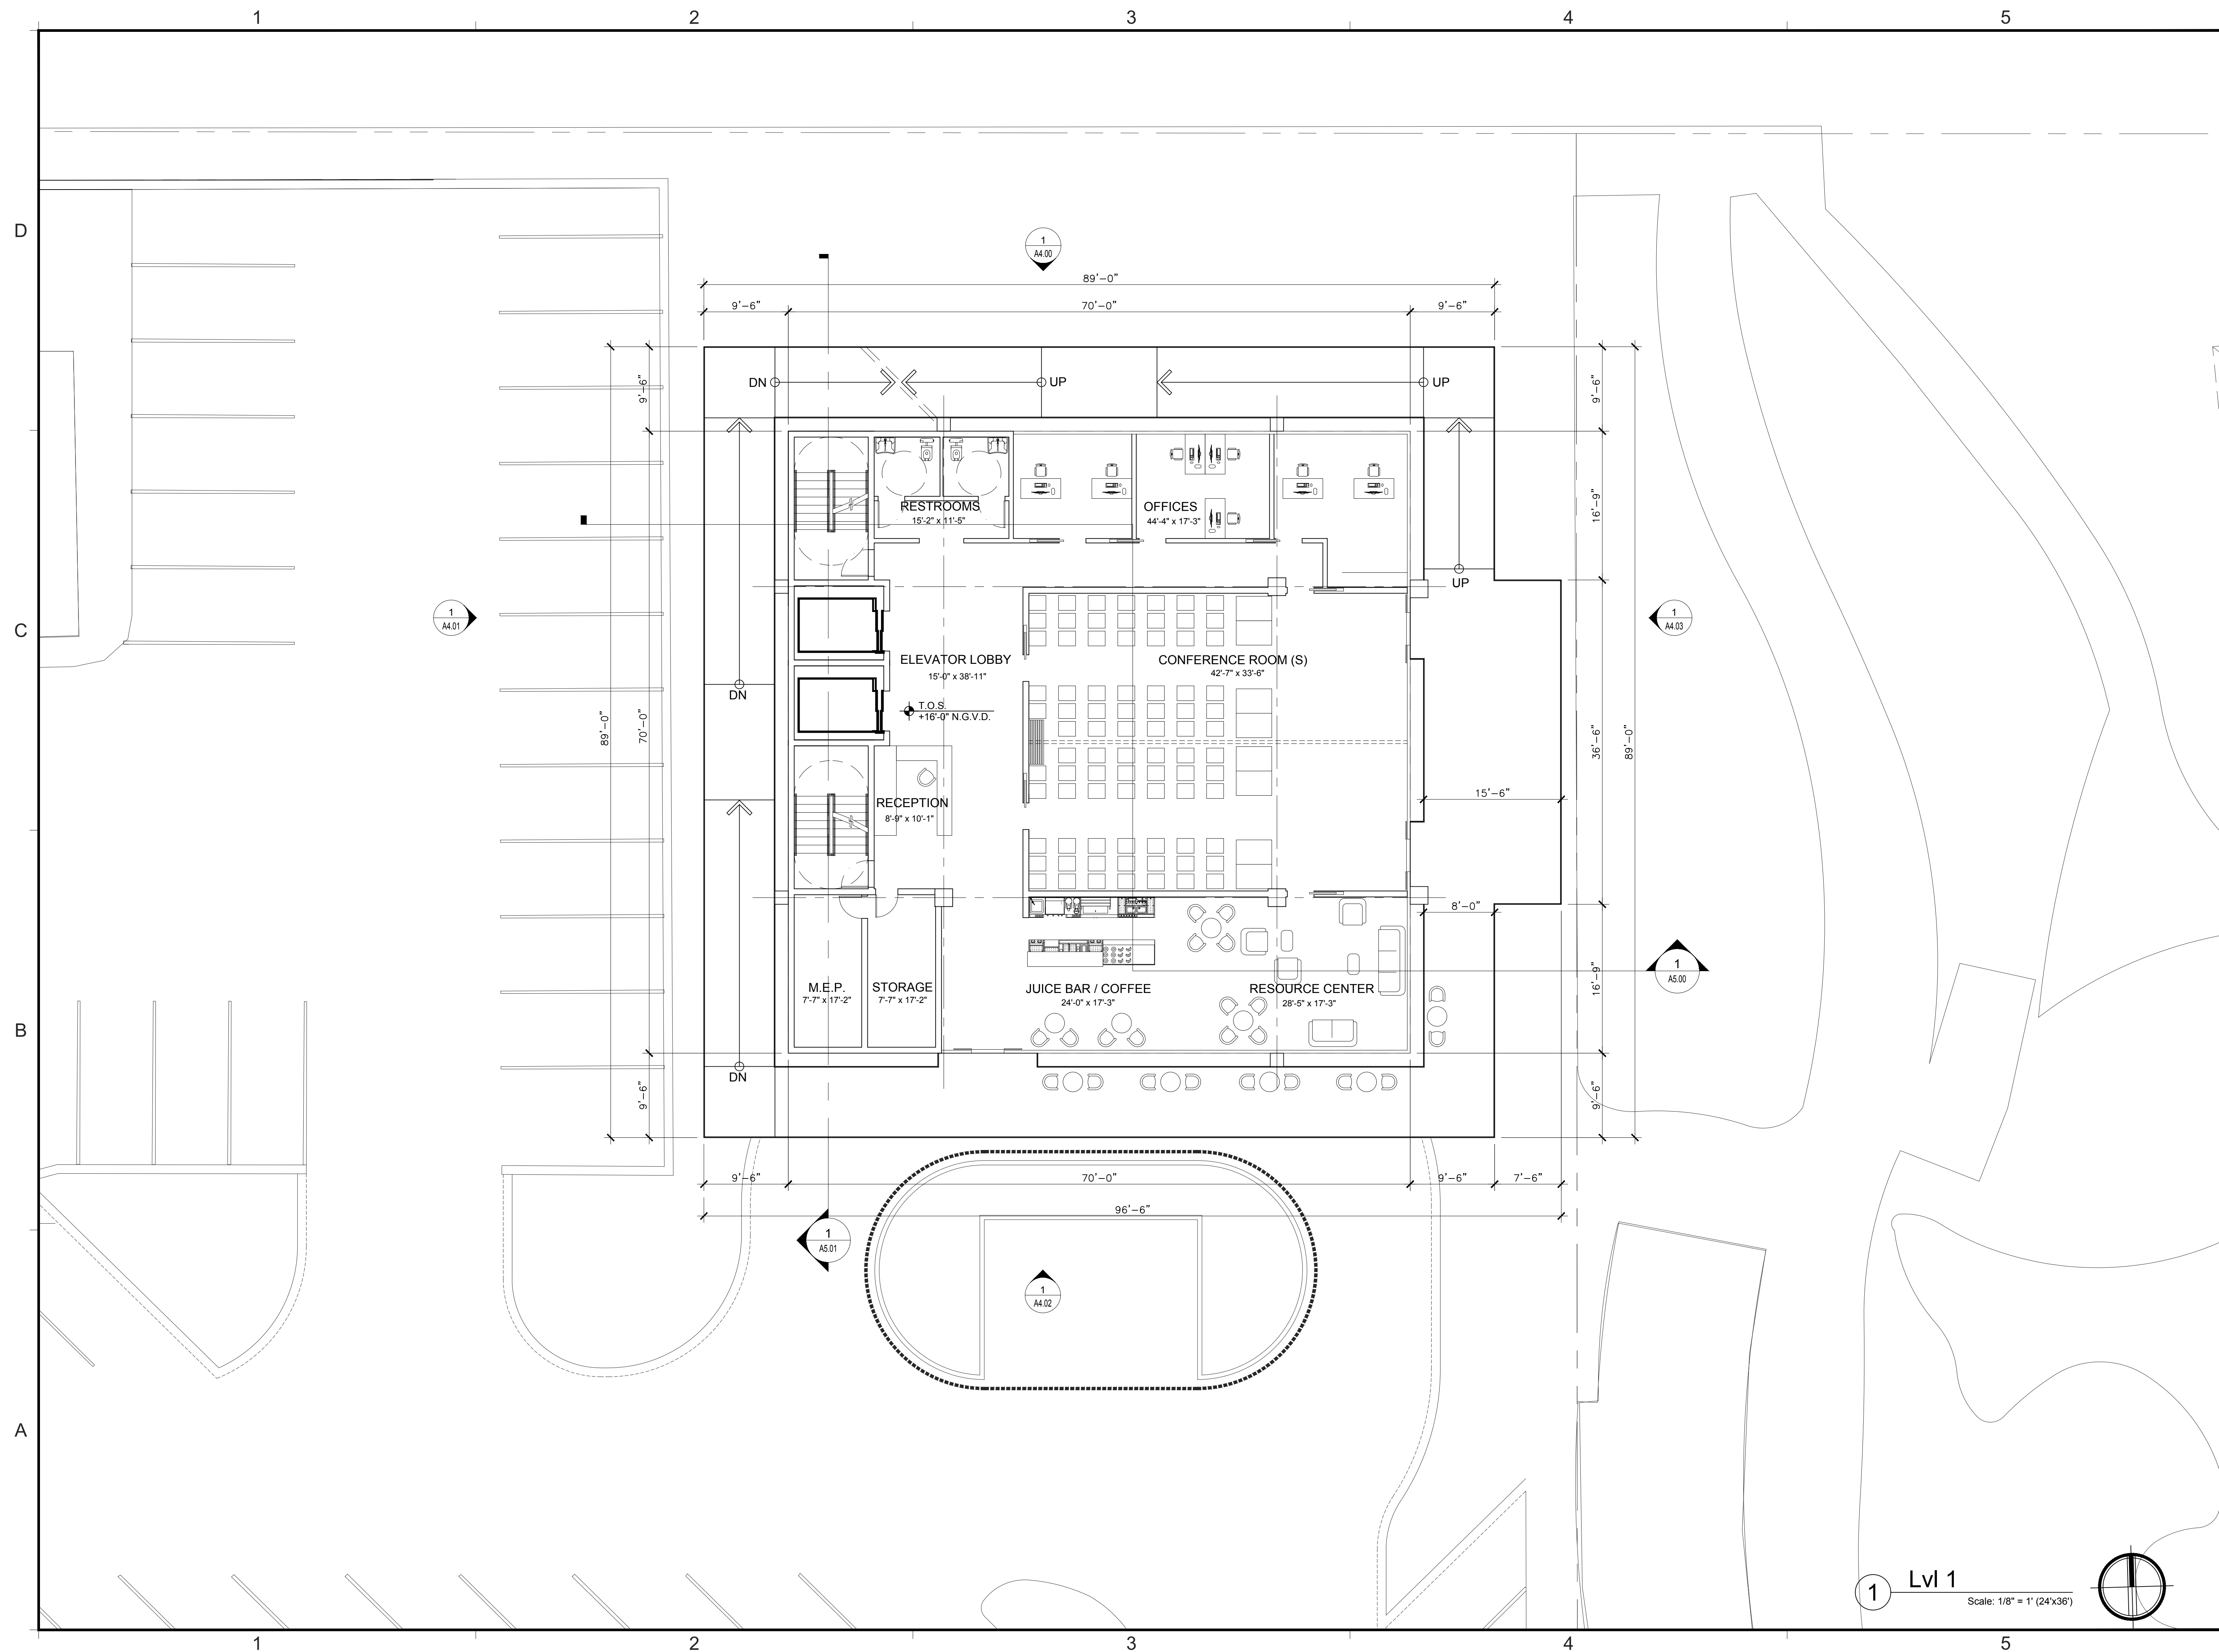 1 2 3 4 5
D
1
A4.00
89'-0"
9'-6" 70'-0" 9'-6"
9'-6"
9'-6"
DN UP UP
RESTROOMS
15'-2" x 11'-5"
OFFICES
44'-4" x 17'-3"
16'-9"
UP
C
1
A4.01
1
A4.03
ELEVATOR LOBBY
15'-0" x 38'-11"
CONFERENCE ROOM (S)
42'-7" x 33'-6"
DN
T.O.S.
+16'-0" N.G.V.D.
89'-0"
70'-0"
36'-6"
89'-0"
15'-6"
RECEPTION
8'-9" x 10'-1"
8'-0"
1
A5.00
16'-9"
M.E.P.
7'-7" x 17'-2"
STORAGE
7'-7" x 17'-2"
JUICE BAR / COFFEE
24'-0" x 17'-3"
RESOURCE CENTER
28'-5" x 17'-3"
B
DN
9'-6"
9'-6"
9'-6" 70'-0" 9'-6" 7'-6"
96'-6"
1
A5.01
1
A4.02
A
1
Lvl 1
Scale: 1/8" = 1' (24'x36')
1 2 3 4 5